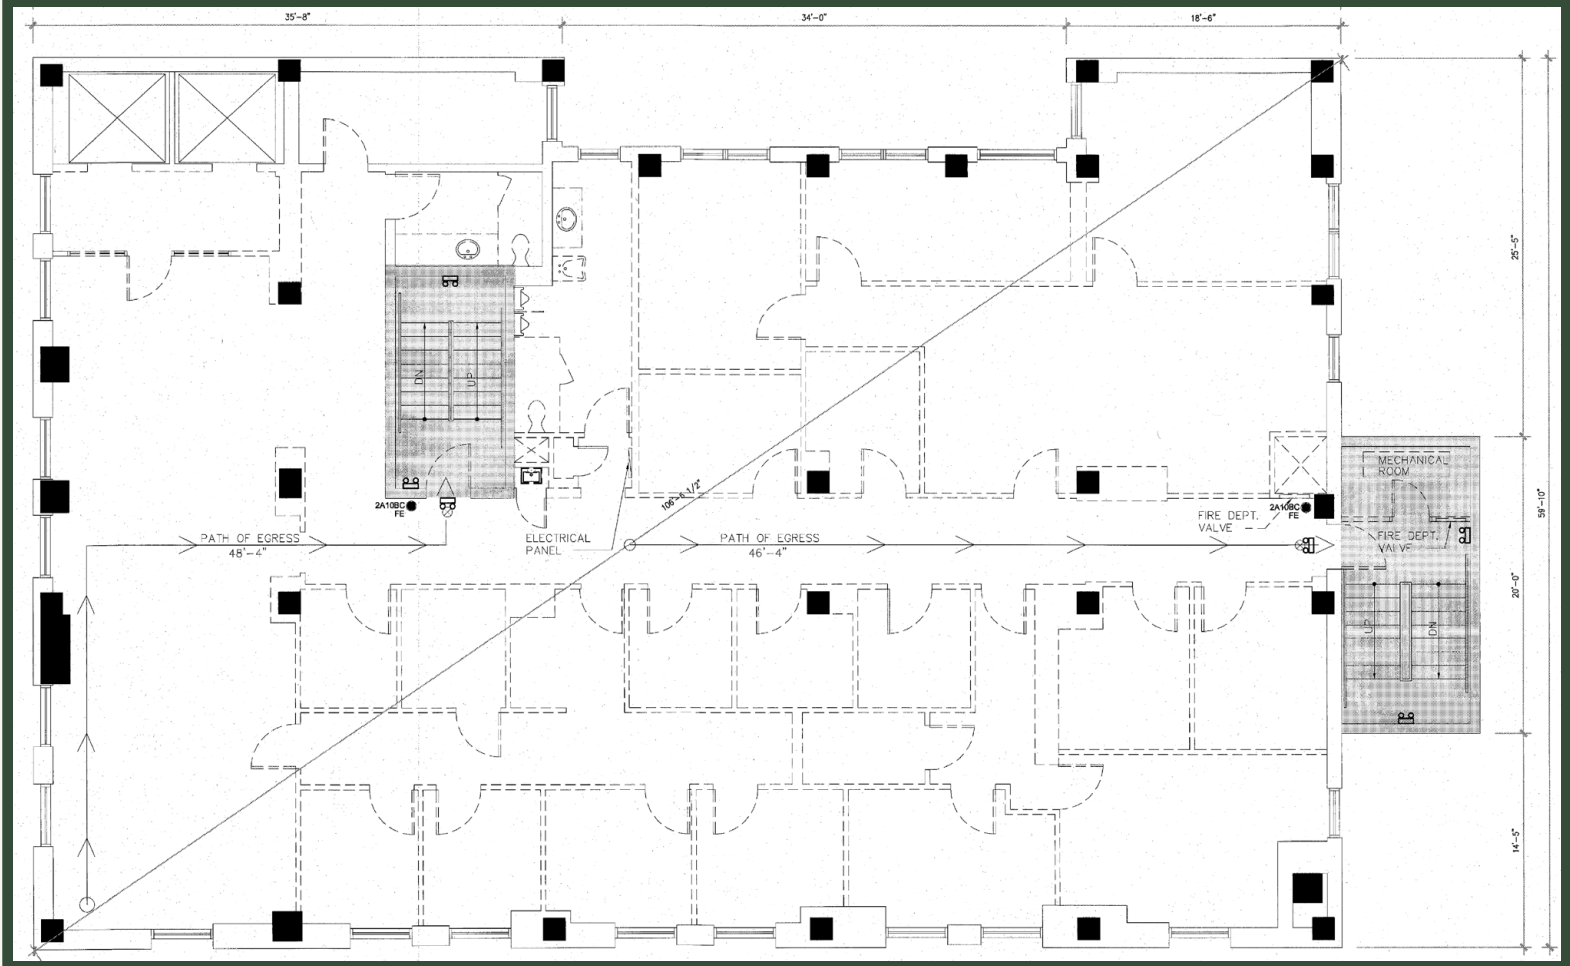 35'-8"
34'-0"
18'-6"
25'-5"
DN
UP
MECHANICAL
ROOM
106'-6 1/2"
2A10BC
FE
2A10BC
FE
FIRE DEPT.
VALVE
59'-10"
PATH OF EGRESS
48'-4"
ELECTRICAL
PANEL
PATH OF EGRESS
46'-4"
FIRE DEPT.
VALVE
20'-0"
UP
DN
14'-5"